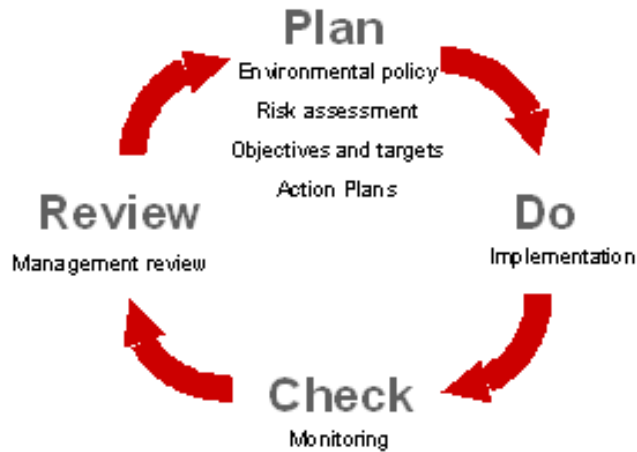 Plan
Environmental policy
Risk assessment
Objectives and targets
Action Plans
Review
Management review
Do
Implementation
Check
Monitoring